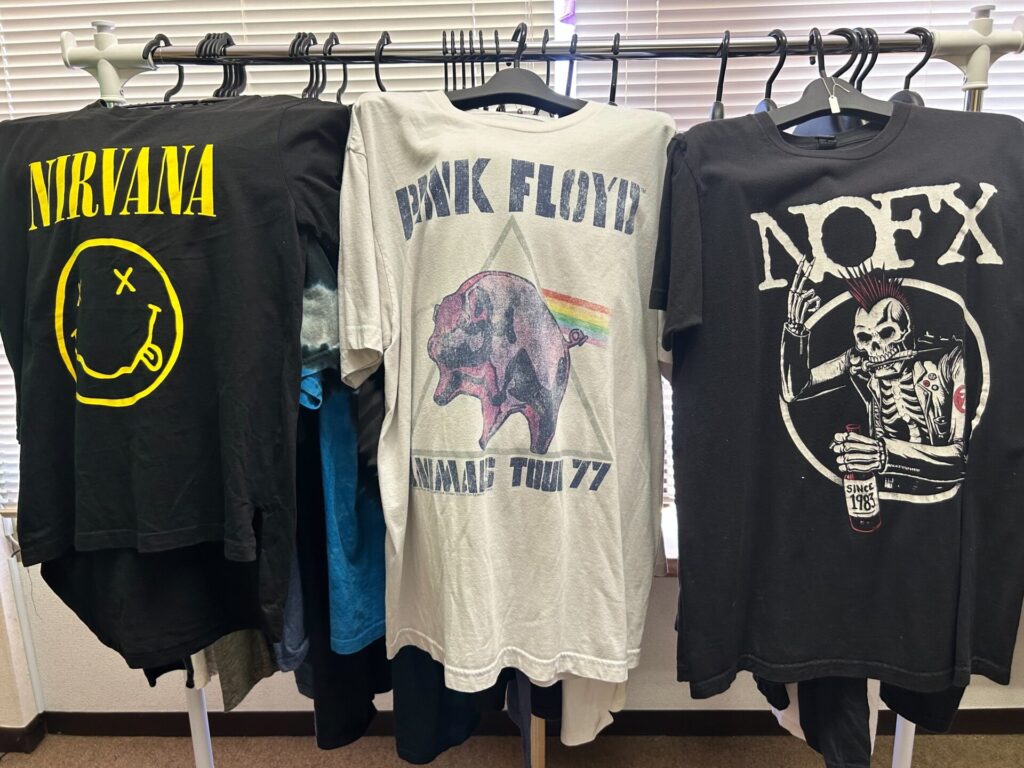 NIRVANA
PINK FLOYD
ANIMALS TOUR '77
NOFX
SINCE
1983